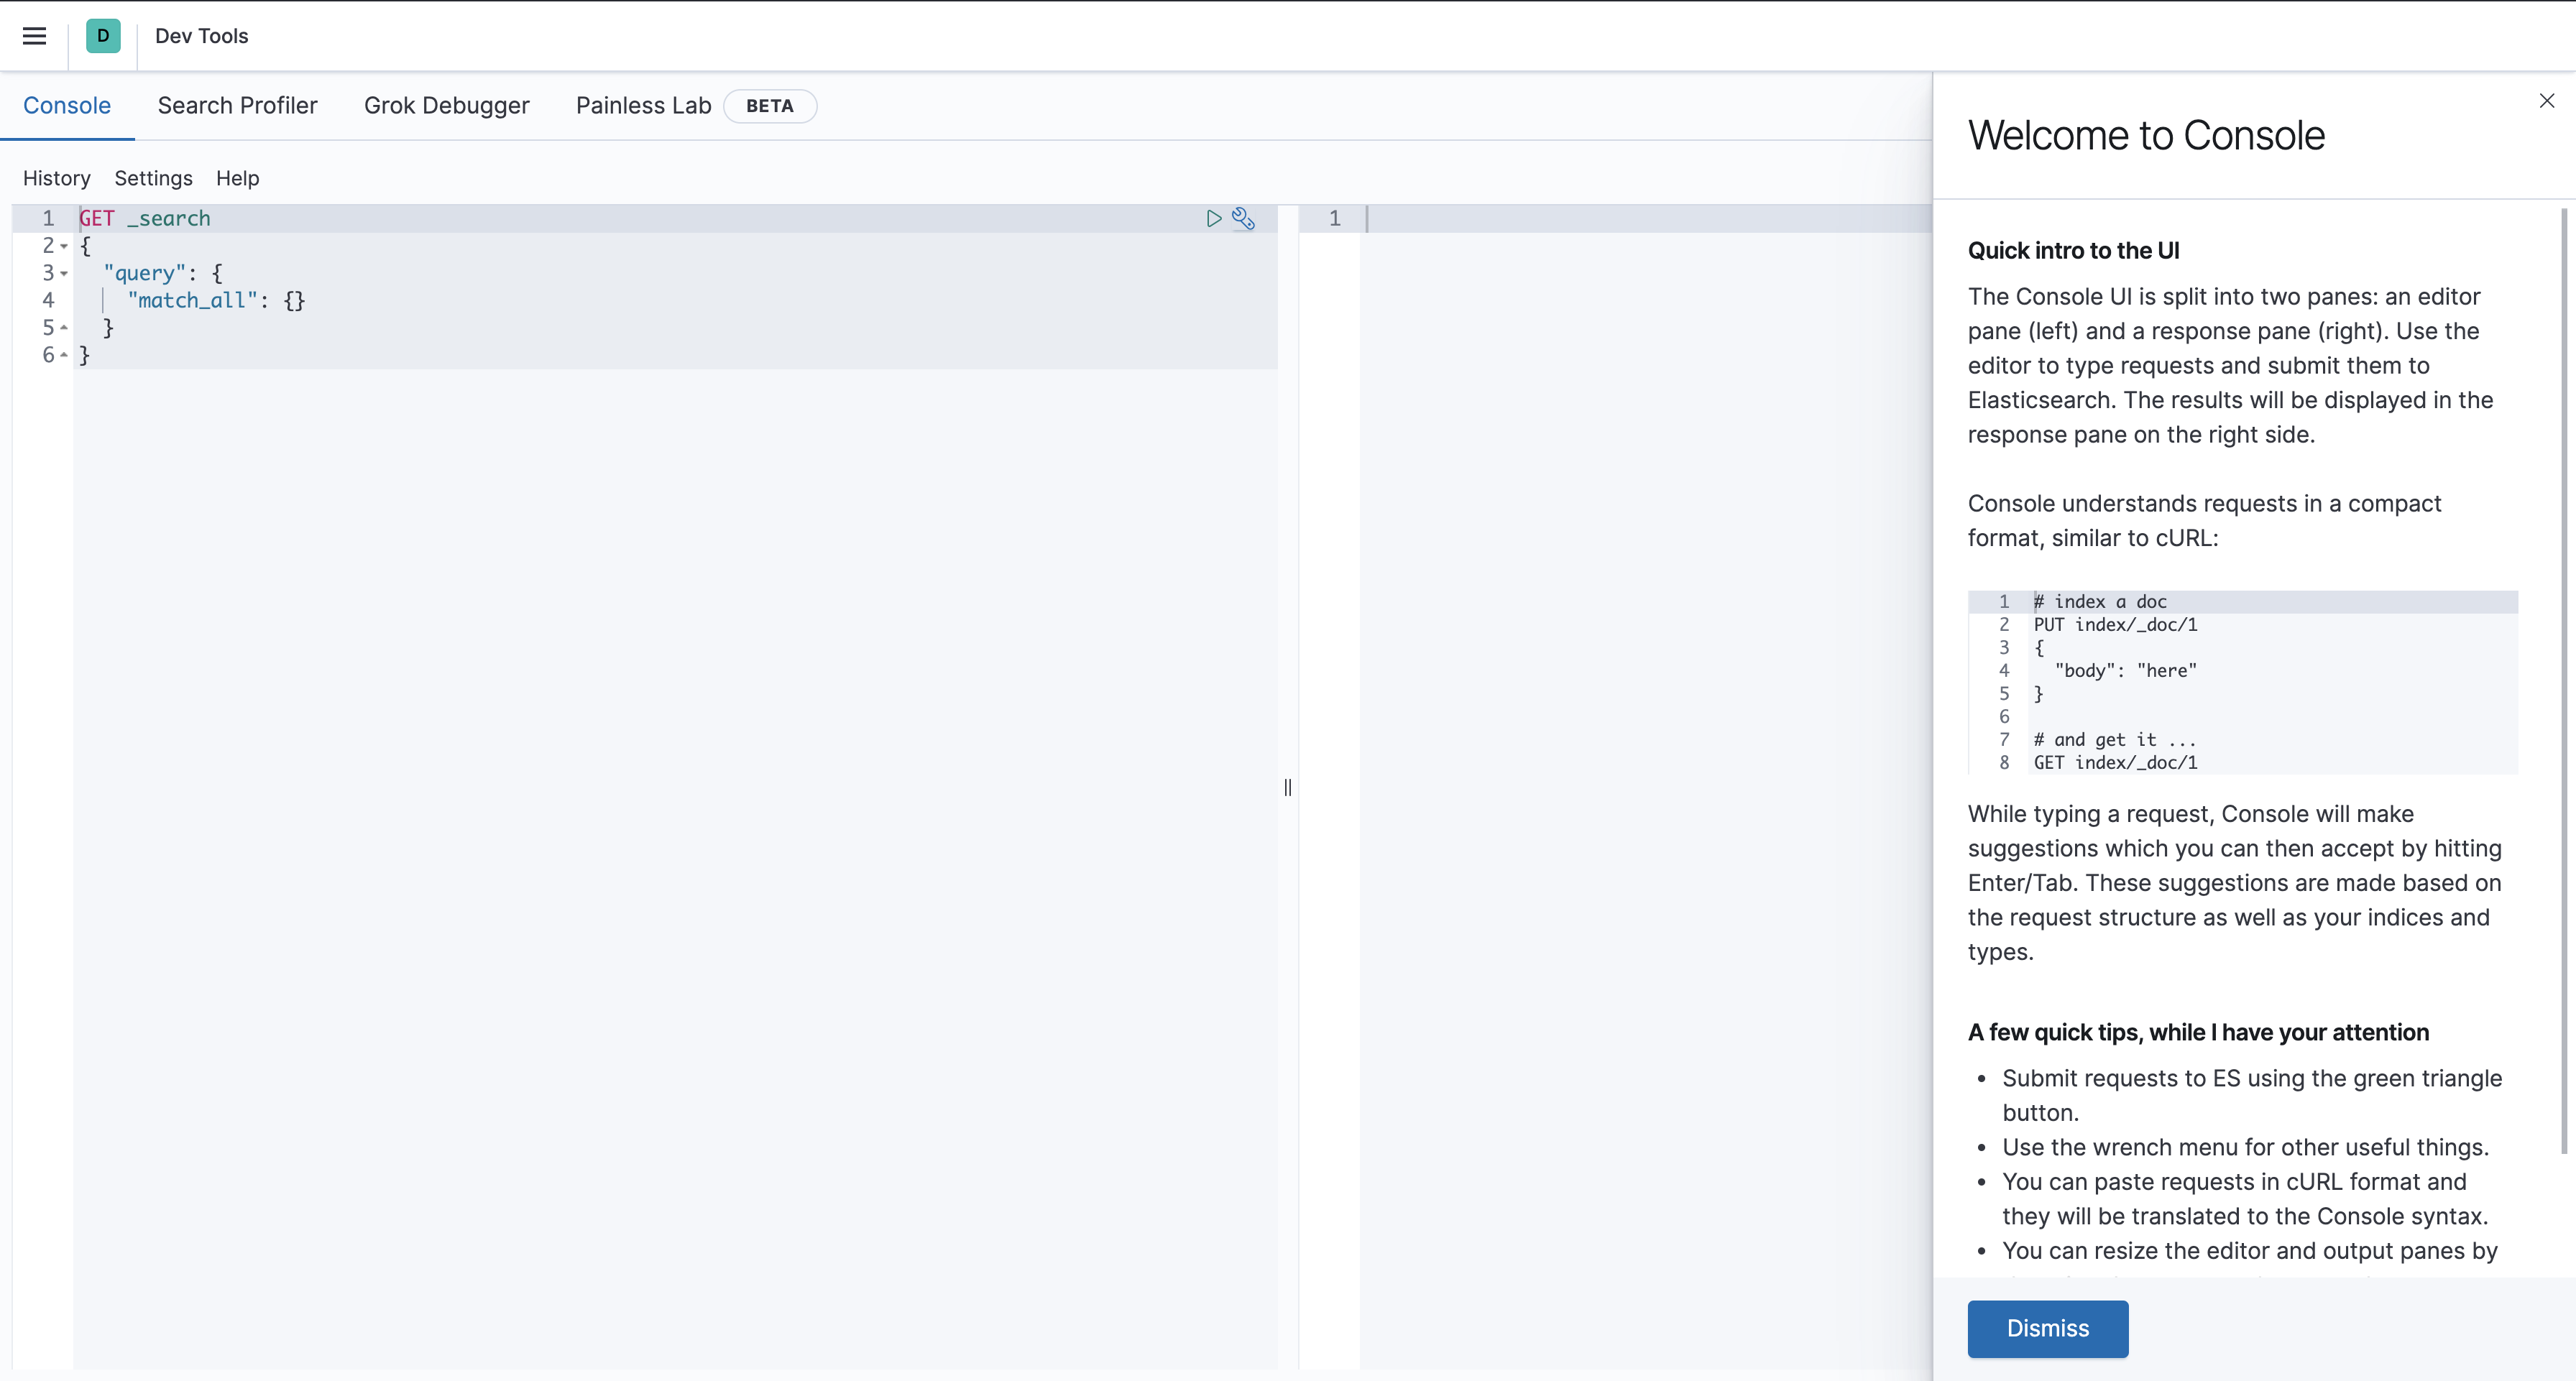 D
Dev Tools
Console Search Profiler Grok Debugger Painless Lab BETA
History Settings Help
1 GET _search
2 {
3 "query": {
4 "match_all": {}
5 }
6 }
1
Welcome to Console
Quick intro to the UI
The Console UI is split into two panes: an editor
pane (left) and a response pane (right). Use the
editor to type requests and submit them to
Elasticsearch. The results will be displayed in the
response pane on the right side.
Console understands requests in a compact
format, similar to cURL:
1 # index a doc
2 PUT index/_doc/1
3 {
4 "body": "here"
5 }
6
7 # and get it ...
8 GET index/_doc/1
While typing a request, Console will make
suggestions which you can then accept by hitting
Enter/Tab. These suggestions are made based on
the request structure as well as your indices and
types.
A few quick tips, while I have your attention
• Submit requests to ES using the green triangle
button.
• Use the wrench menu for other useful things.
• You can paste requests in cURL format and
they will be translated to the Console syntax.
• You can resize the editor and output panes by
Dismiss